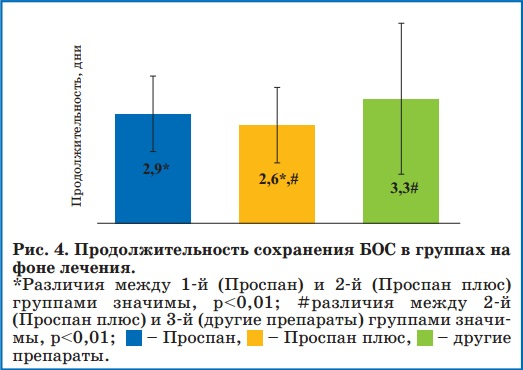 Продолжительность, дни
2,9*
2,6*,#
3,3#
Рис. 4. Продолжительность сохранения БОС в группах на
фоне лечения.
*Различия между 1-й (Проспан) и 2-й (Проспан плюс)
группами значимы, p<0,01; #различия между 2-й
(Проспан плюс) и 3-й (другие препараты) группами значи-
мы, p<0,01; – Проспан, – Проспан плюс, – другие
препараты.